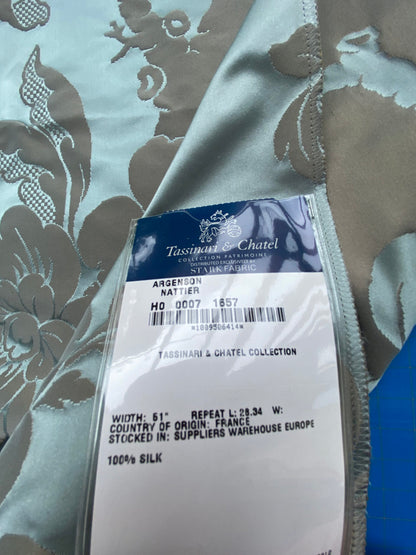 Tassinari & Chatel
COLLECTION PATRIMOINE
DISTRIBUTED EXCLUSIVELY BY
STARK FABRIC
ARGENSON
NATTIER
HO 0007 1657
*1009506414*
TASSINARI & CHATEL COLLECTION
WIDTH: 51" REPEAT L: 28.34 W:
COUNTRY OF ORIGIN: FRANCE
STOCKED IN: SUPPLIERS WAREHOUSE EUROPE
100% SILK